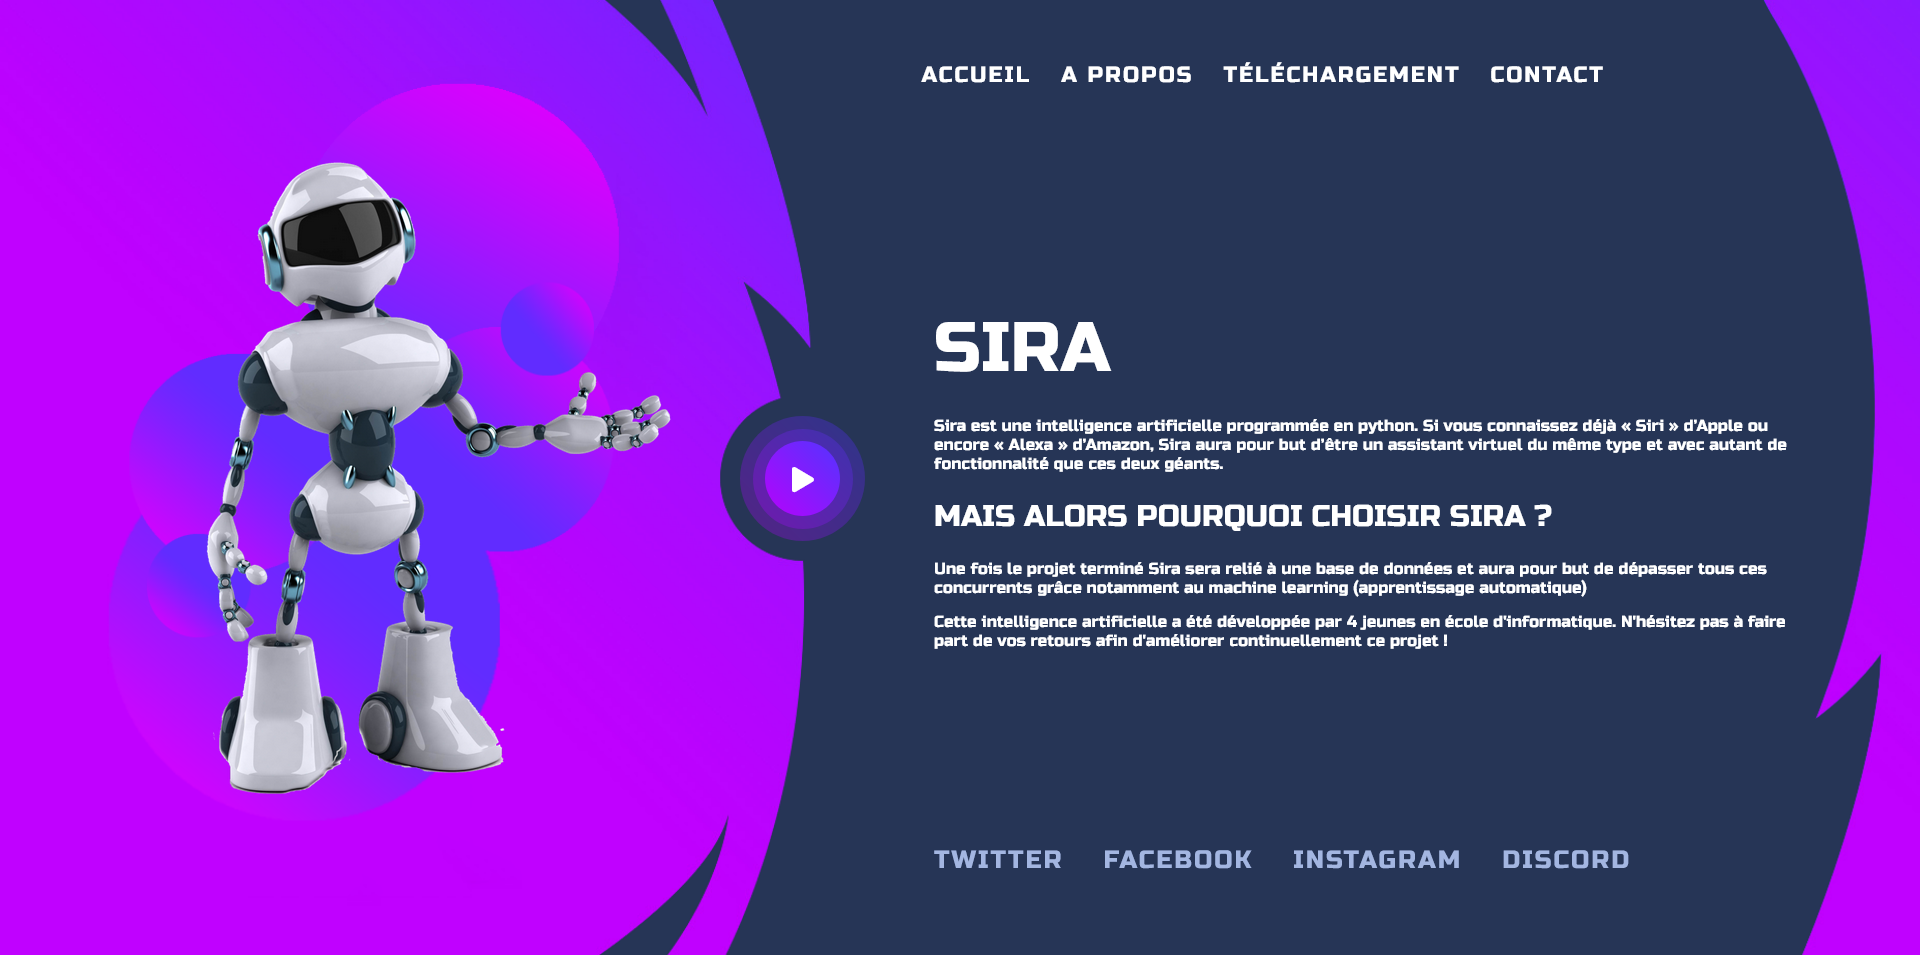 ACCUEIL A PROPOS TÉLÉCHARGEMENT CONTACT
SIRA
Sira est une intelligence artificielle programmée en python. Si vous connaissez déjà « Siri » d'Apple ou
encore « Alexa » d'Amazon, Sira aura pour but d'être un assistant virtuel du même type et avec autant de
fonctionnalité que ces deux géants.
MAIS ALORS POURQUOI CHOISIR SIRA ?
Une fois le projet terminé Sira sera relié à une base de données et aura pour but de dépasser tous ces
concurrents grâce notamment au machine learning (apprentissage automatique)
Cette intelligence artificielle a été développée par 4 jeunes en école d'informatique. N'hésitez pas à faire
part de vos retours afin d'améliorer continuellement ce projet !
TWITTER FACEBOOK INSTAGRAM DISCORD